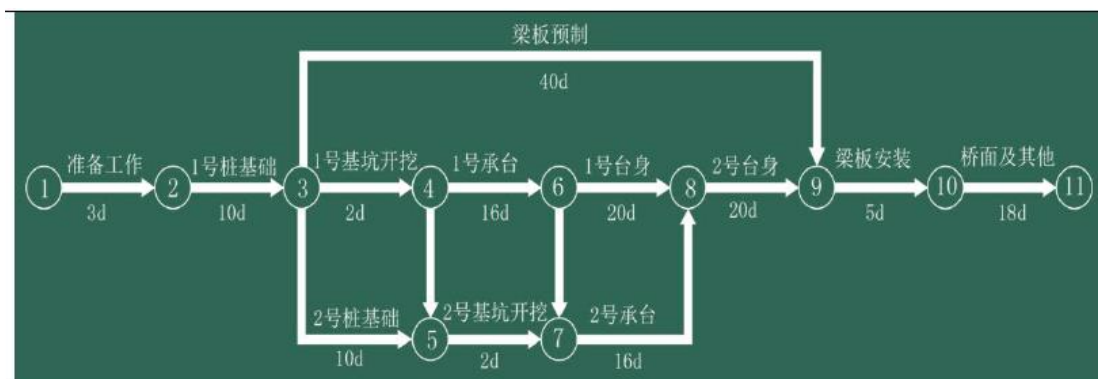 梁板预制
40d
准备工作
1号桩基础
1号基坑开挖
1号承台
1号台身
2号台身
梁板安装
桥面及其他
1
2
3
4
6
8
9
10
11
3d
10d
2d
16d
20d
20d
5d
18d
2号桩基础
2号基坑开挖
2号承台
5
7
10d
2d
16d